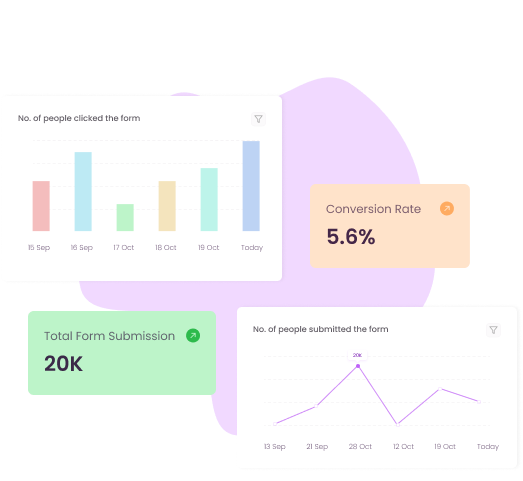 No. of people clicked the form
15 Sep 16 Sep 17 Oct 18 Oct 19 Oct Today
Conversion Rate
5.6%
Total Form Submission
20K
No. of people submitted the form
20k
13 Sep 21 Sep 28 Oct 12 Oct 19 Oct Today